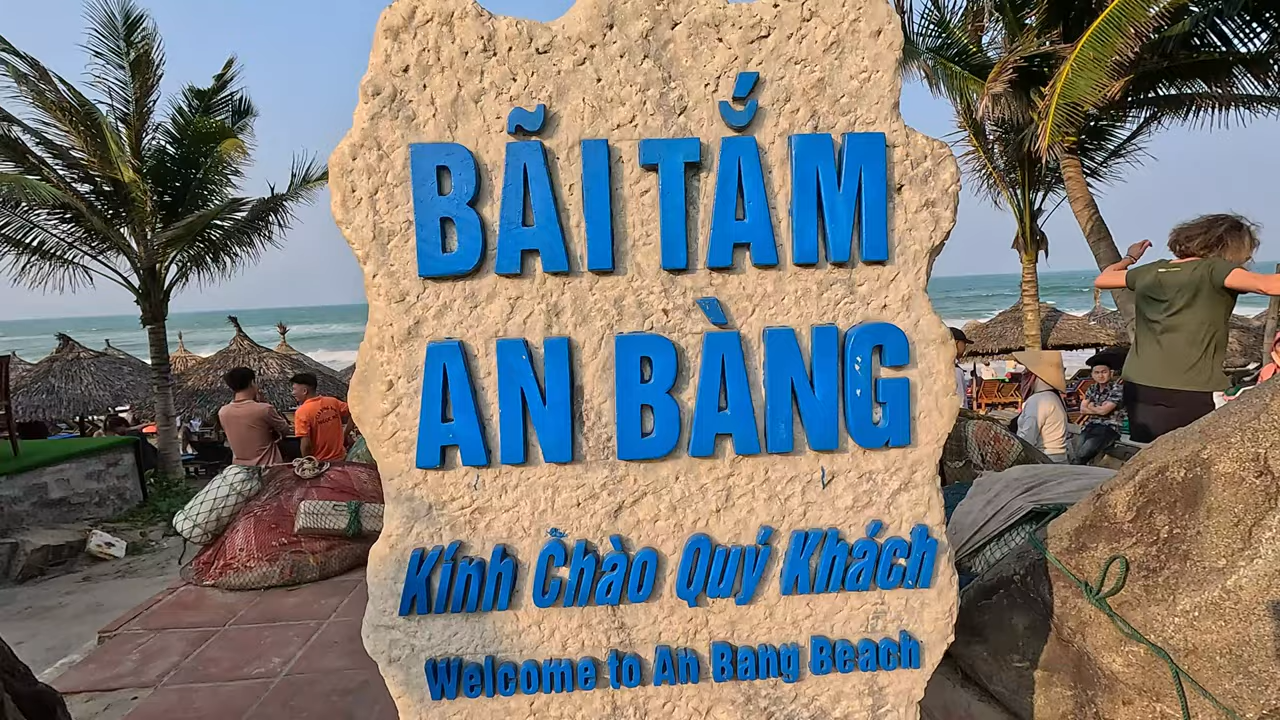 BÃI TẮM
AN BÀNG
Kính Chào Quý Khách
Welcome to An Bang Beach